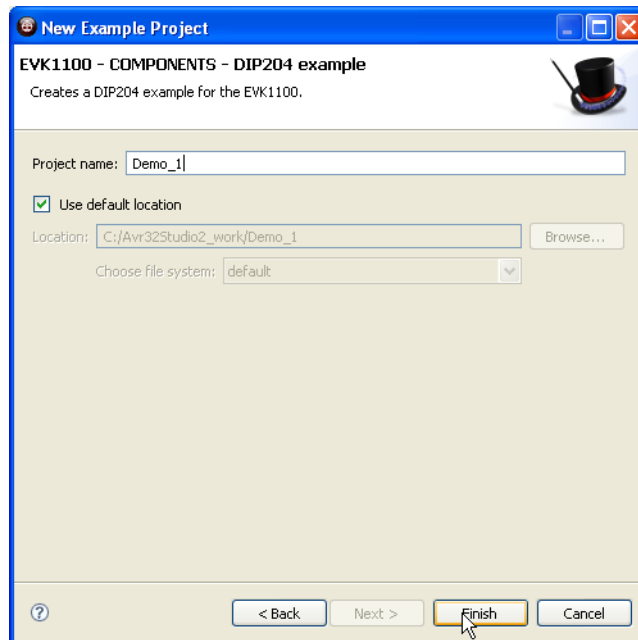 New Example Project
EVK1100 - COMPONENTS - DIP204 example
Creates a DIP204 example for the EVK1100.
Project name: Demo_1
Use default location
Location: C:/Avr32Studio2_work/Demo_1 Browse...
Choose file system: default
? < Back Next > Finish Cancel